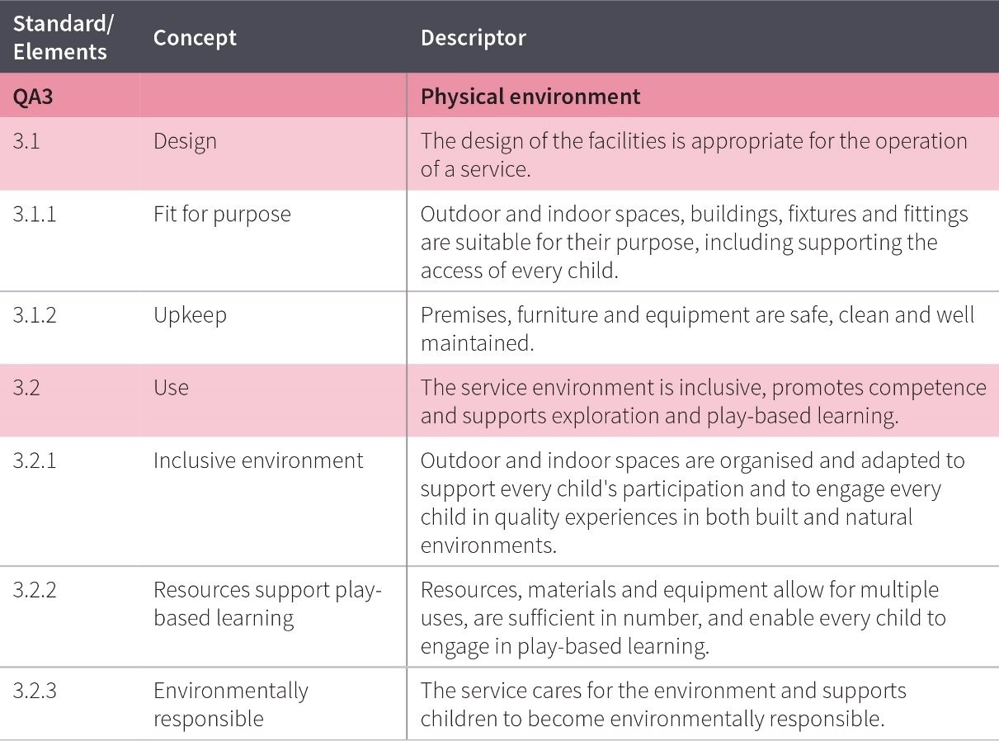 Standard/
Elements
Concept
Descriptor
QA3
Physical environment
3.1
Design
The design of the facilities is appropriate for the operation
of a service.
3.1.1
Fit for purpose
Outdoor and indoor spaces, buildings, fixtures and fittings
are suitable for their purpose, including supporting the
access of every child.
3.1.2
Upkeep
Premises, furniture and equipment are safe, clean and well
maintained.
3.2
Use
The service environment is inclusive, promotes competence
and supports exploration and play-based learning.
3.2.1
Inclusive environment
Outdoor and indoor spaces are organised and adapted to
support every child's participation and to engage every
child in quality experiences in both built and natural
environments.
3.2.2
Resources support play-
based learning
Resources, materials and equipment allow for multiple
uses, are sufficient in number, and enable every child to
engage in play-based learning.
3.2.3
Environmentally
responsible
The service cares for the environment and supports
children to become environmentally responsible.